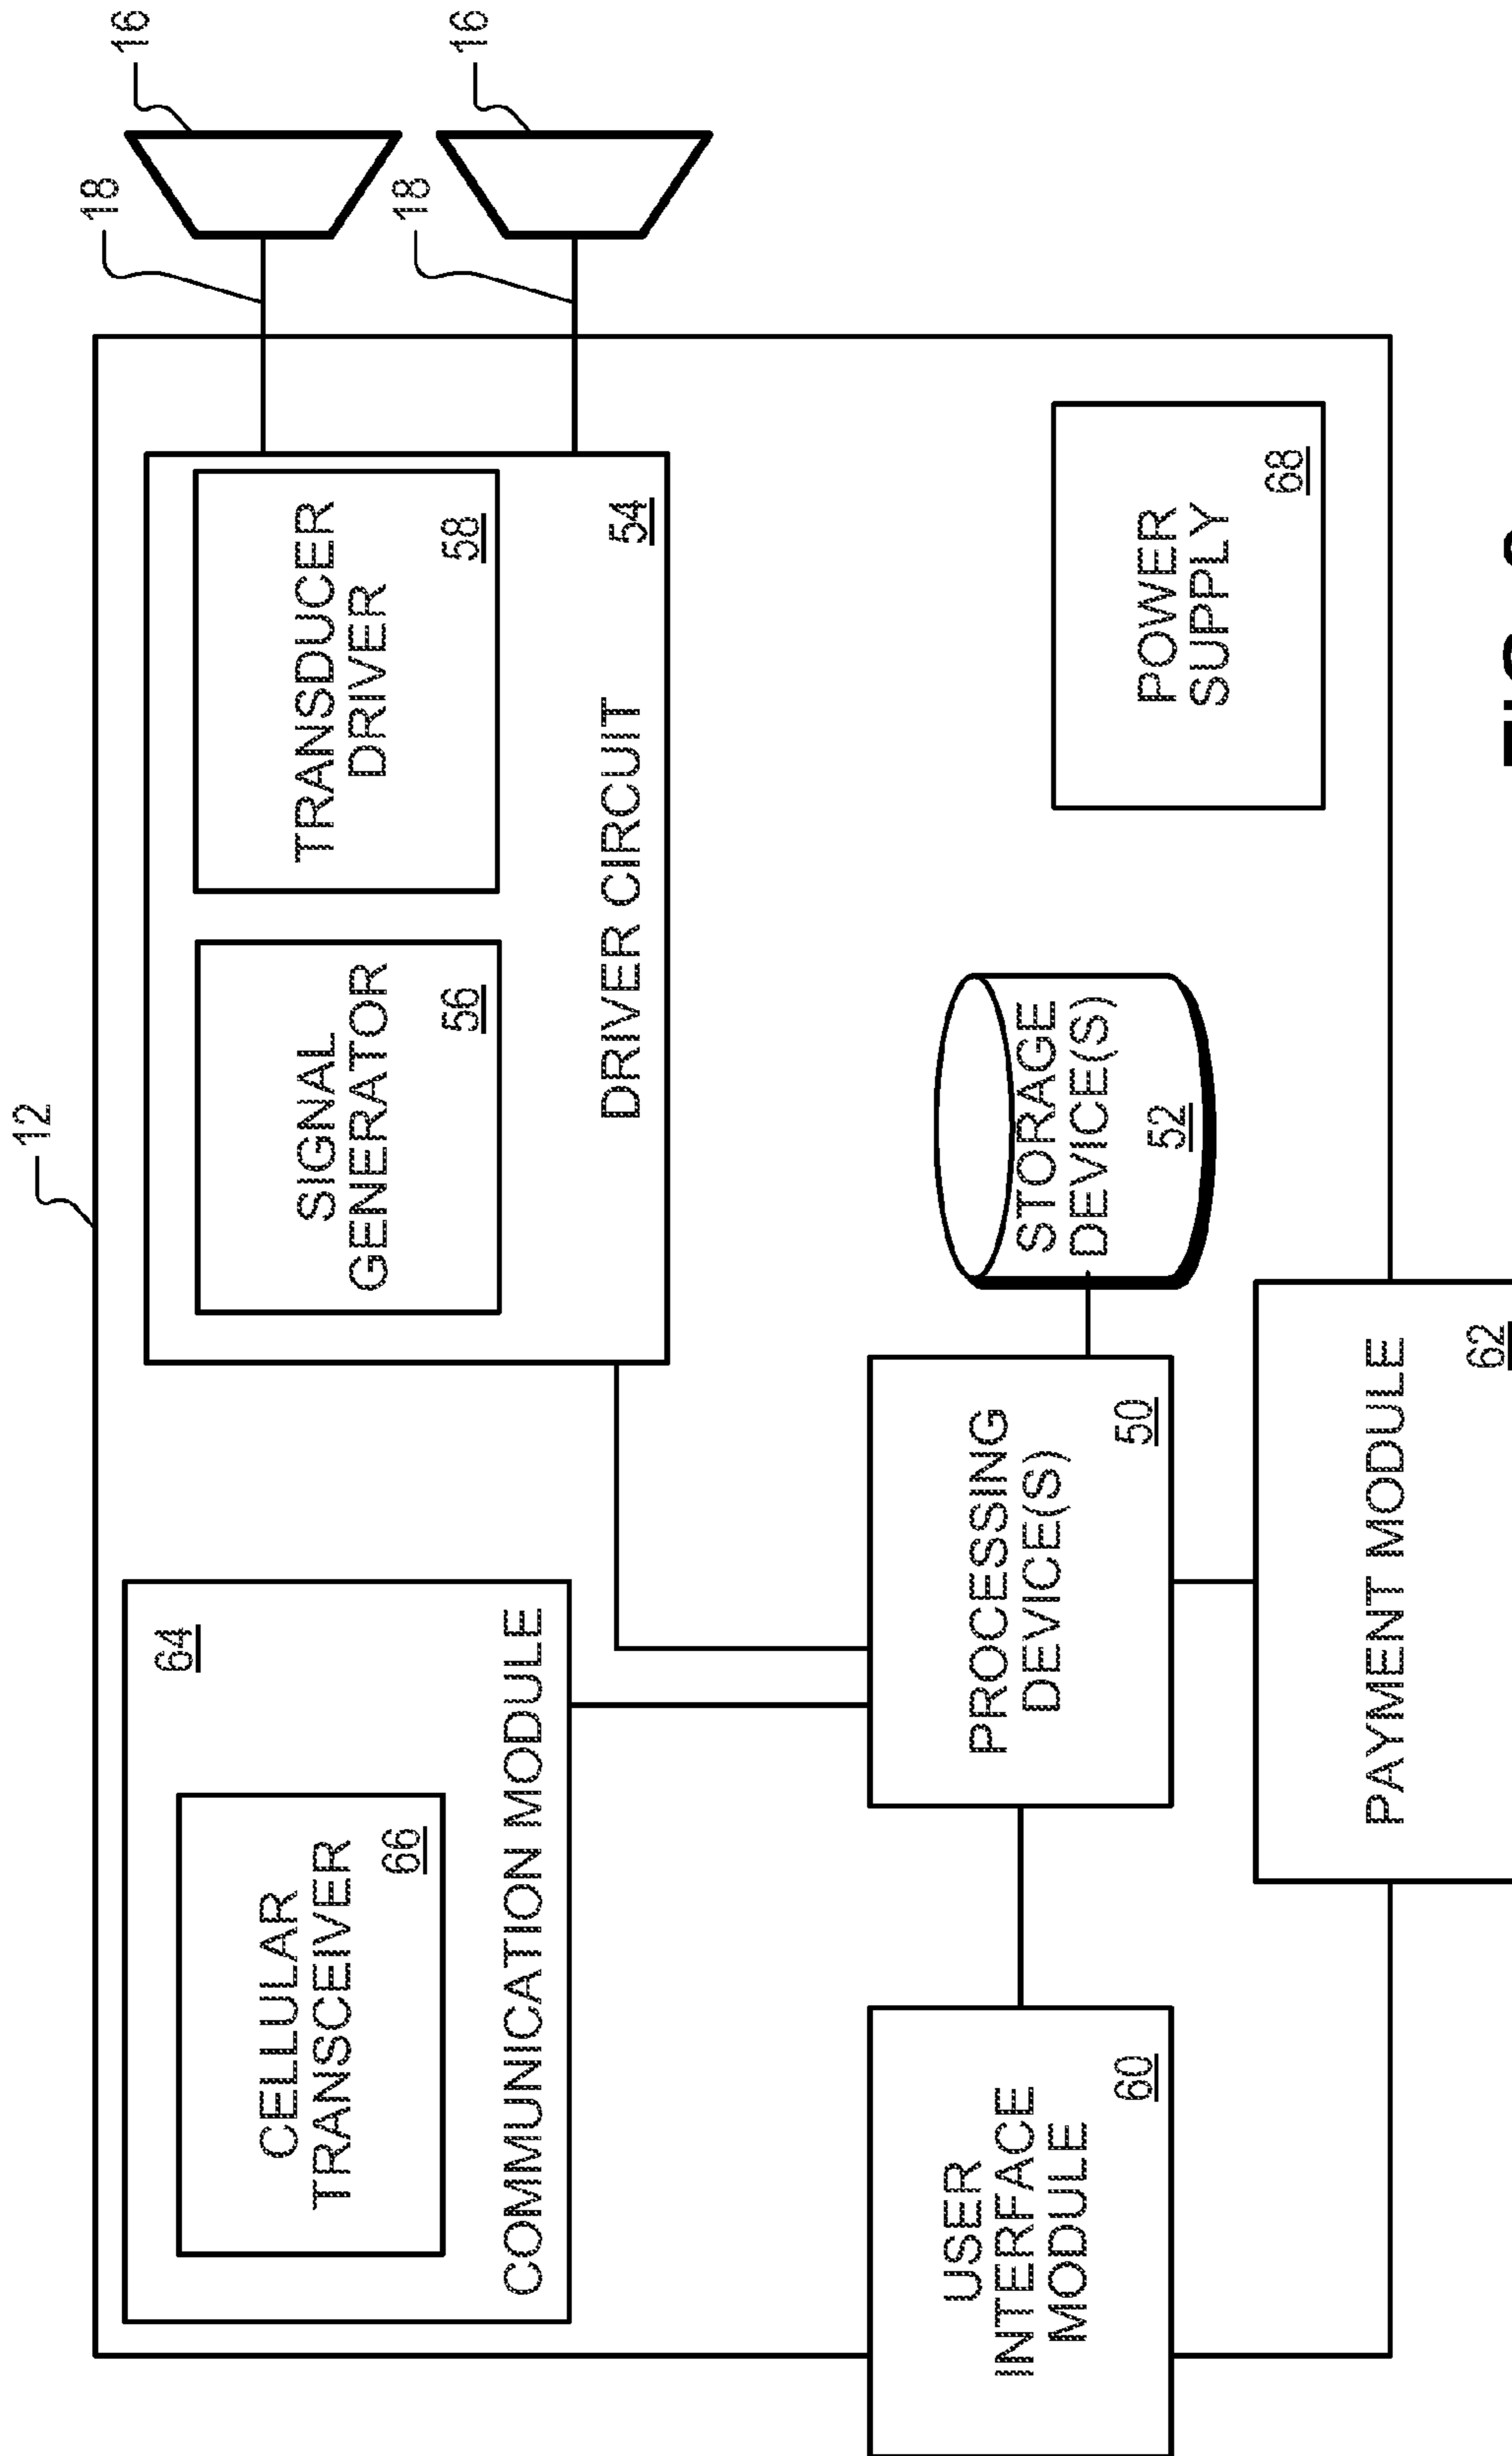 12
64
CELLULAR
TRANSCEIVER
66
COMMUNICATION MODULE
SIGNAL
GENERATOR
56
TRANSDUCER
DRIVER
58
DRIVER CIRCUIT
54
18
16
18
16
USER
INTERFACE
MODULE
60
PROCESSING
DEVICE(S)
50
STORAGE
DEVICE(S)
52
POWER
SUPPLY
68
PAYMENT MODULE
62